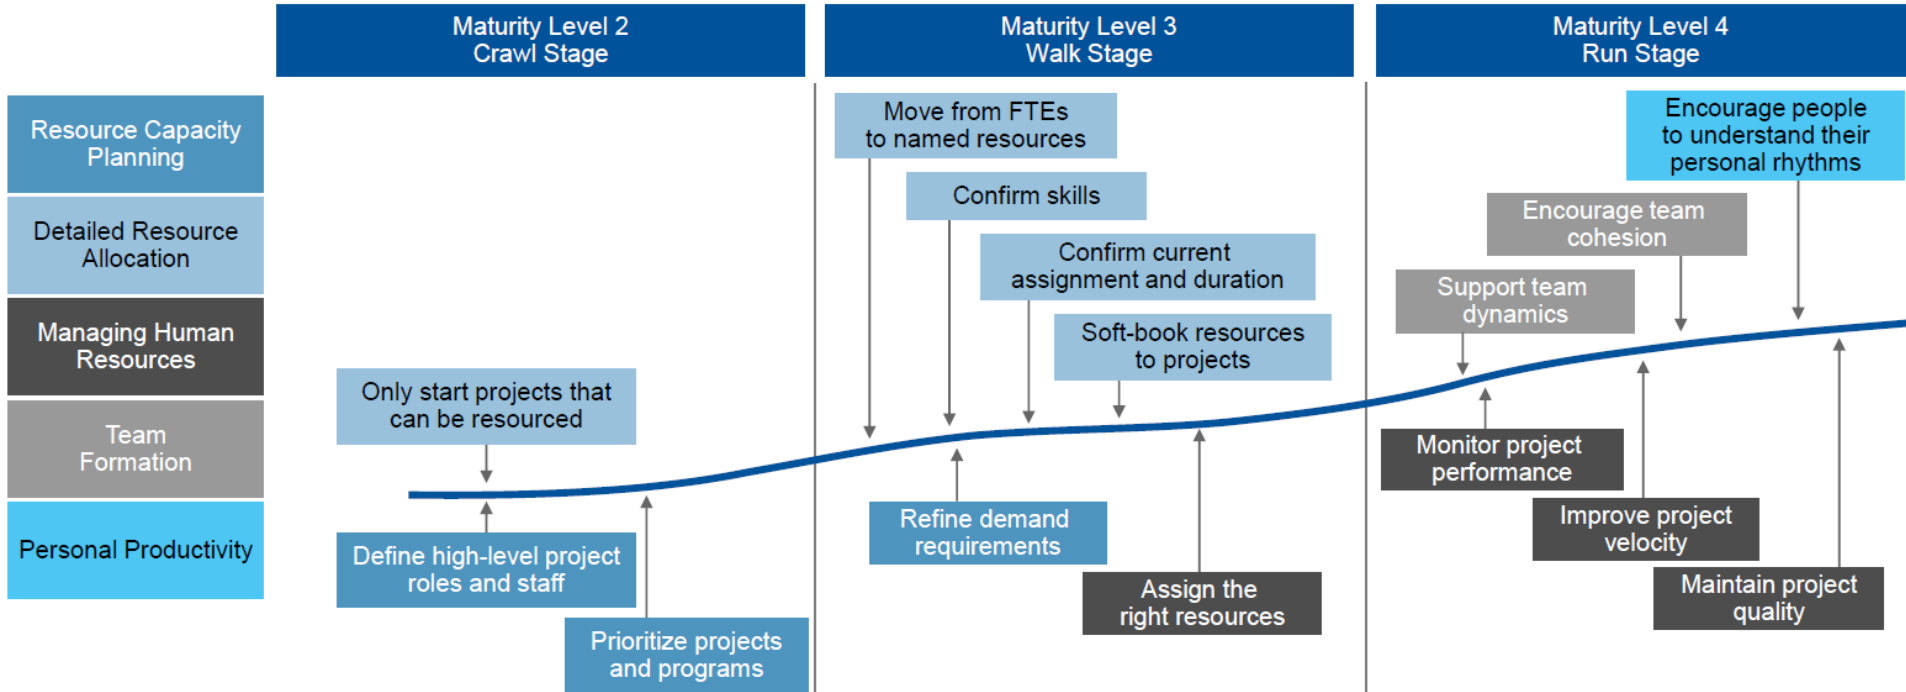 Maturity Level 2
Crawl Stage
Maturity Level 3
Walk Stage
Maturity Level 4
Run Stage
Resource Capacity
Planning
Detailed Resource
Allocation
Managing Human
Resources
Team
Formation
Personal Productivity
Only start projects that
can be resourced
Define high-level project
roles and staff
Prioritize projects
and programs
Move from FTEs
to named resources
Confirm skills
Confirm current
assignment and duration
Soft-book resources
to projects
Refine demand
requirements
Assign the
right resources
Encourage people
to understand their
personal rhythms
Encourage team
cohesion
Support team
dynamics
Monitor project
performance
Improve project
velocity
Maintain project
quality